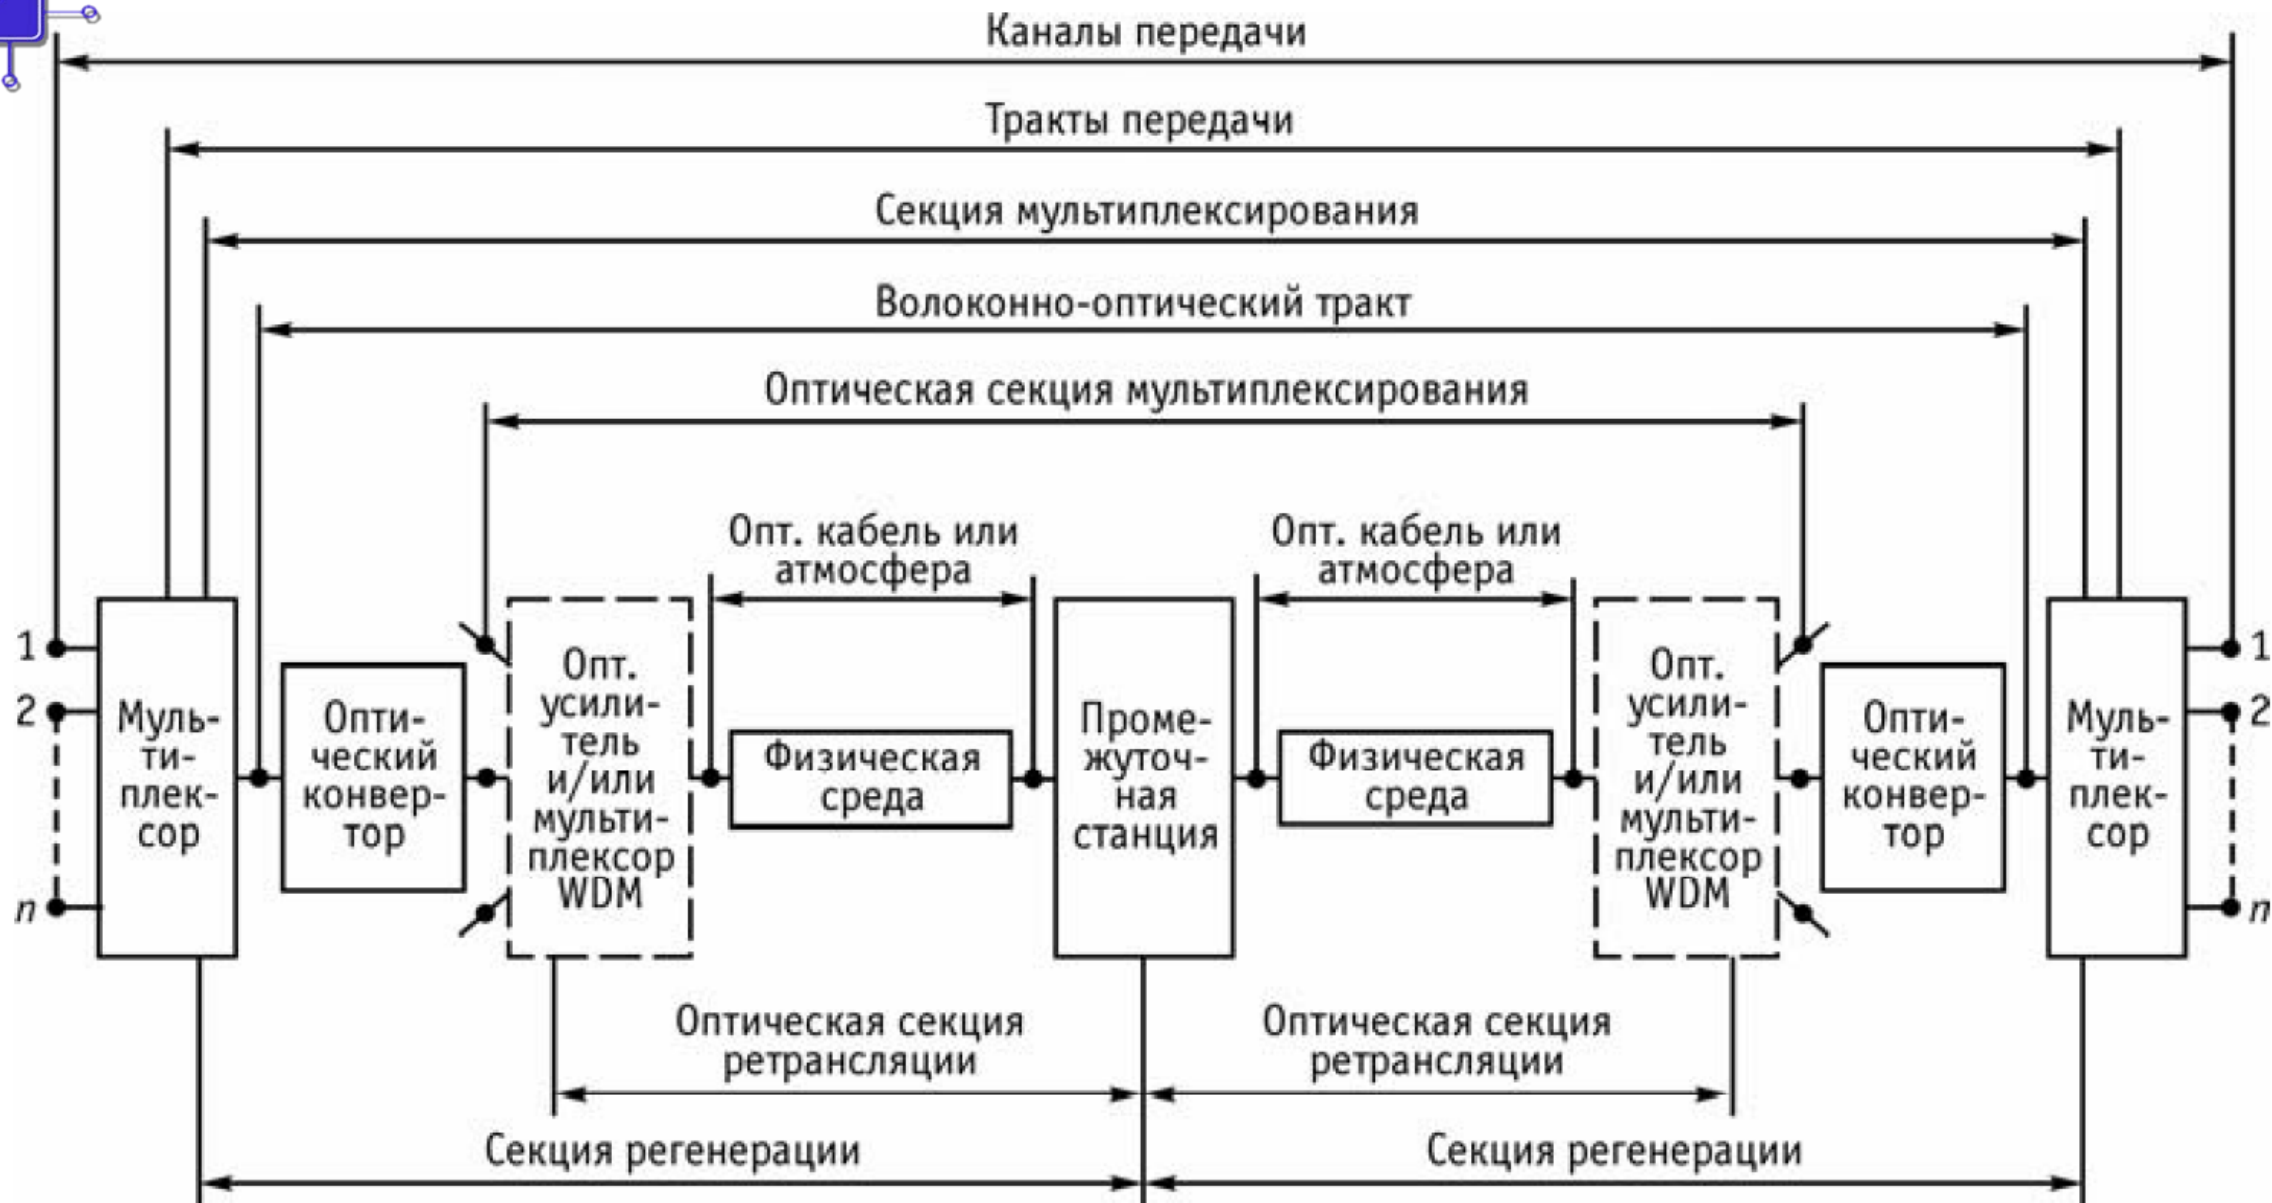 Каналы передачи
Тракты передачи
Секция мультиплексирования
Волоконно-оптический тракт
Оптическая секция мультиплексирования
Опт. кабель или
атмосфера
Опт. кабель или
атмосфера
1
2
n
Муль-
ти-
плек-
сор
Опти-
ческий
конвер-
тор
Опт.
усили-
тель
и/или
мульти-
плексор
WDM
Физическая
среда
Проме-
жуточ-
ная
станция
Физическая
среда
Опт.
усили-
тель
и/или
мульти-
плексор
WDM
Опти-
ческий
конвер-
тор
Муль-
ти-
плек-
сор
1
2
n
Оптическая секция
ретрансляции
Оптическая секция
ретрансляции
Секция регенерации
Секция регенерации